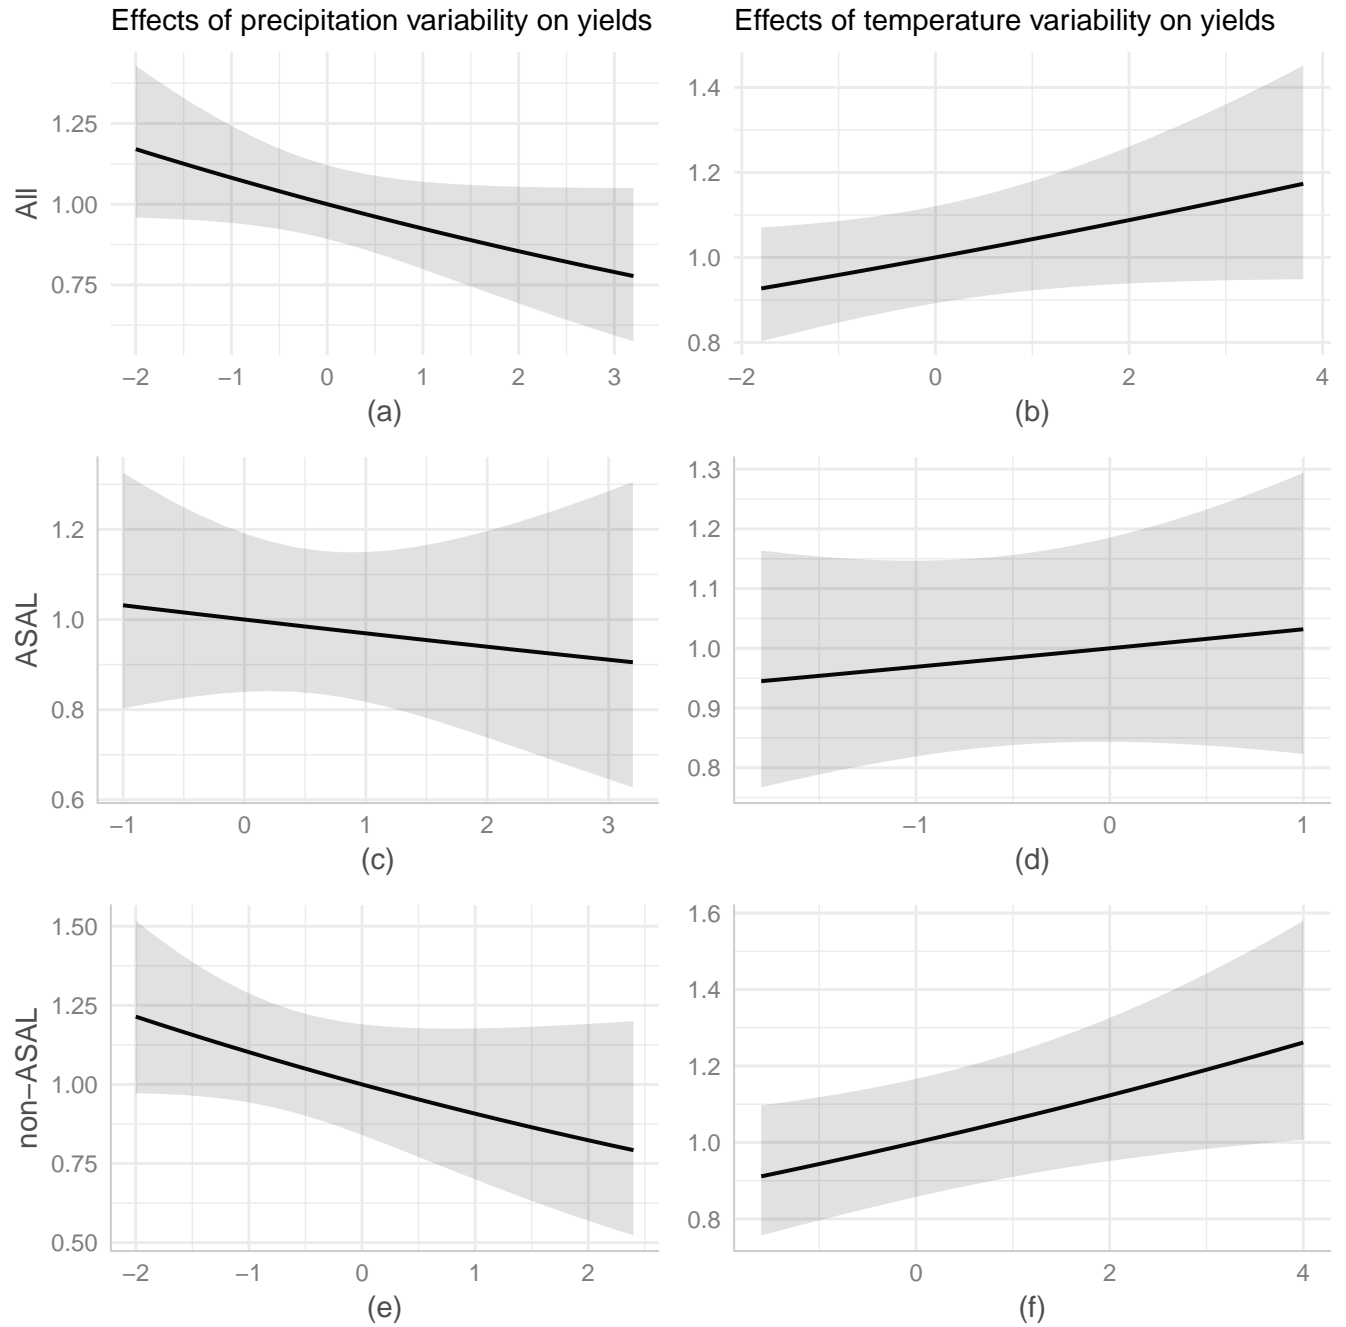 Effects of precipitation variability on yields
Effects of temperature variability on yields
All
1.25
1.00
0.75
−2 −1 0 1 2 3
(a)
1.4
1.2
1.0
0.8
−2 0 2 4
(b)
ASAL
1.2
1.0
0.8
0.6
−1 0 1 2 3
(c)
1.3
1.2
1.1
1.0
0.9
0.8
−1 0 1
(d)
non−ASAL
1.50
1.25
1.00
0.75
0.50
−2 −1 0 1 2
(e)
1.6
1.4
1.2
1.0
0.8
0 2 4
(f)